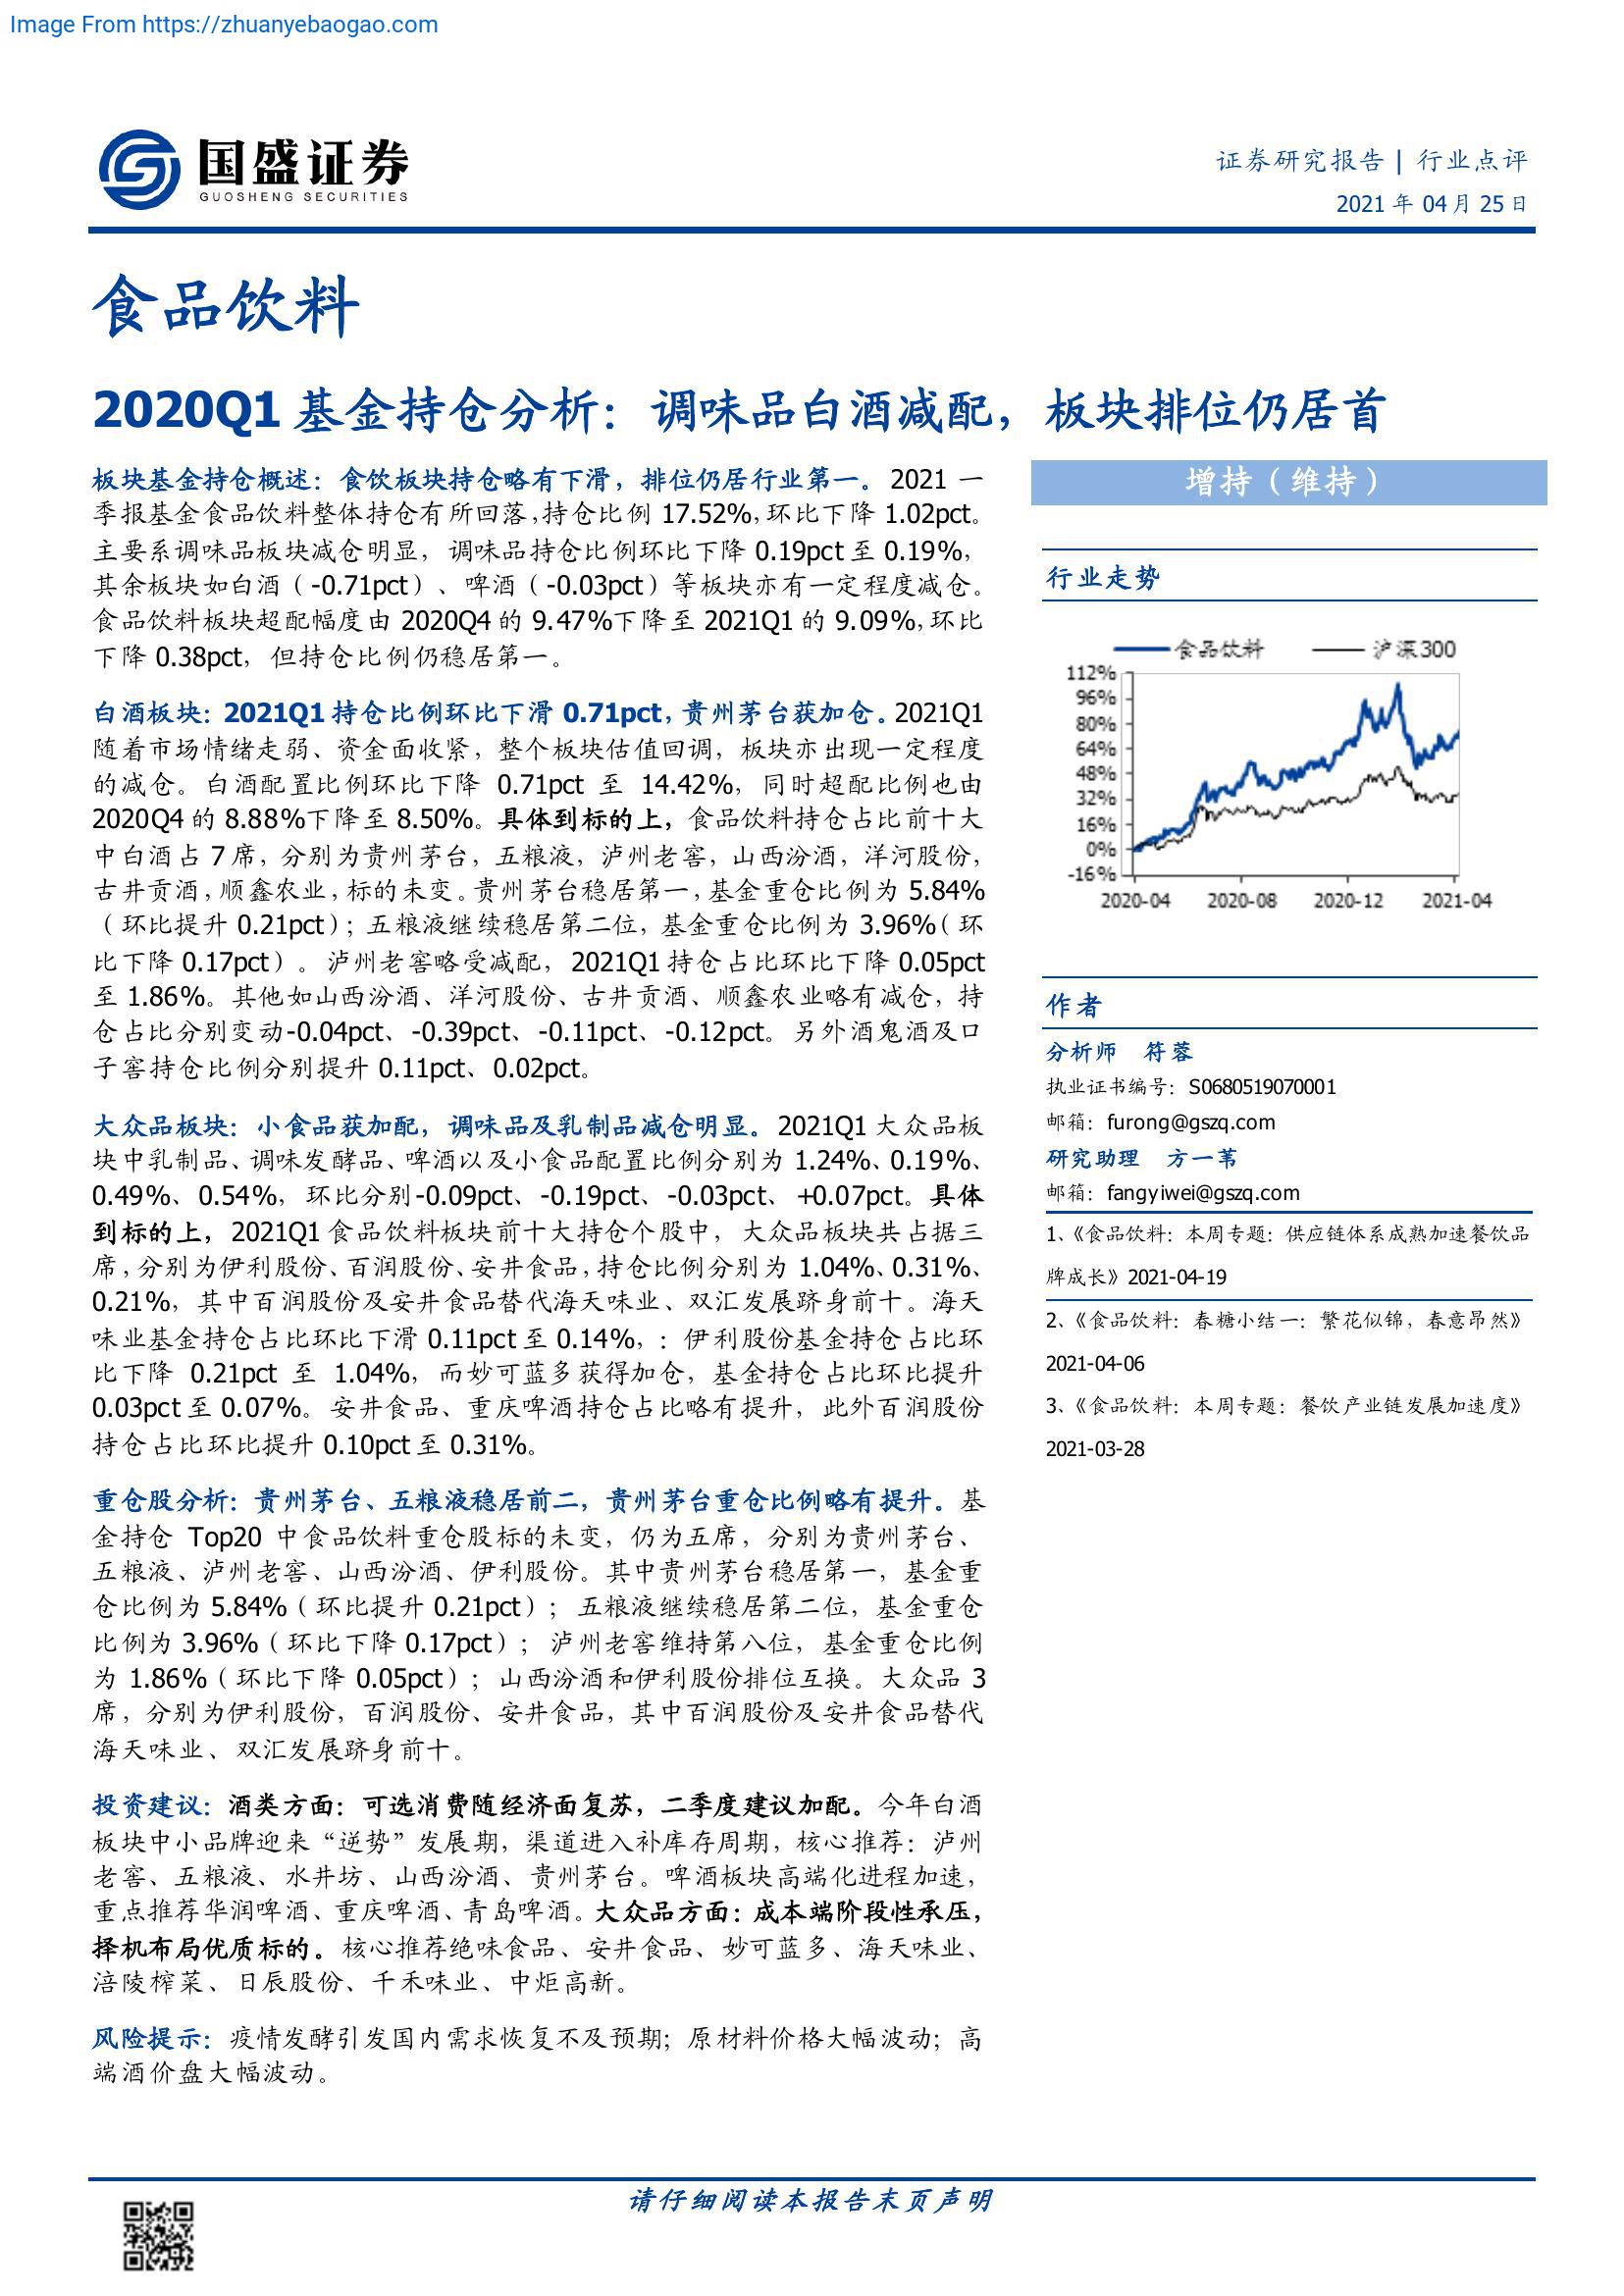 Image From https://zhuanyebaogao.com
国盛证券
GUOSHENG SECURITIES
证券研究报告 | 行业点评
2021 年 04 月 25 日
食品饮料
2020Q1 基金持仓分析：调味品白酒减配，板块排位仍居首
板块基金持仓概述：食饮板块持仓略有下滑，排位仍居行业第一。2021 一
季报基金食品饮料整体持仓有所回落,持仓比例 17.52%,环比下降 1.02pct。
主要系调味品板块减仓明显，调味品持仓比例环比下降 0.19pct 至 0.19%，
其余板块如白酒（-0.71pct）、啤酒（-0.03pct）等板块亦有一定程度减仓。
食品饮料板块超配幅度由 2020Q4 的 9.47%下降至 2021Q1 的 9.09%,环比
下降 0.38pct，但持仓比例仍稳居第一。
白酒板块：2021Q1 持仓比例环比下滑 0.71pct，贵州茅台获加仓。2021Q1
随着市场情绪走弱、资金面收紧，整个板块估值回调，板块亦出现一定程度
的减仓。白酒配置比例环比下降 0.71pct 至 14.42%，同时超配比例也由
2020Q4 的 8.88%下降至 8.50%。具体到标的上，食品饮料持仓占比前十大
中白酒占 7 席，分别为贵州茅台，五粮液，泸州老窖，山西汾酒，洋河股份，
古井贡酒，顺鑫农业，标的未变。贵州茅台稳居第一，基金重仓比例为 5.84%
（环比提升 0.21pct）；五粮液继续稳居第二位，基金重仓比例为 3.96%（环
比下降 0.17pct）。泸州老窖略受减配，2021Q1 持仓占比环比下降 0.05pct
至 1.86%。其他如山西汾酒、洋河股份、古井贡酒、顺鑫农业略有减仓，持
仓占比分别变动-0.04pct、-0.39pct、-0.11pct、-0.12pct。另外酒鬼酒及口
子窖持仓比例分别提升 0.11pct、0.02pct。
大众品板块：小食品获加配，调味品及乳制品减仓明显。2021Q1 大众品板
块中乳制品、调味发酵品、啤酒以及小食品配置比例分别为 1.24%、0.19%、
0.49%、0.54%，环比分别-0.09pct、-0.19pct、-0.03pct、+0.07pct。具体
到标的上，2021Q1 食品饮料板块前十大持仓个股中，大众品板块共占据三
席，分别为伊利股份、百润股份、安井食品，持仓比例分别为 1.04%、0.31%、
0.21%，其中百润股份及安井食品替代海天味业、双汇发展跻身前十。海天
味业基金持仓占比环比下滑 0.11pct 至 0.14%，：伊利股份基金持仓占比环
比下降 0.21pct 至 1.04%，而妙可蓝多获得加仓，基金持仓占比环比提升
0.03pct 至 0.07%。安井食品、重庆啤酒持仓占比略有提升，此外百润股份
持仓占比环比提升 0.10pct 至 0.31%。
重仓股分析：贵州茅台、五粮液稳居前二，贵州茅台重仓比例略有提升。基
金持仓 Top20 中食品饮料重仓股标的未变，仍为五席，分别为贵州茅台、
五粮液、泸州老窖、山西汾酒、伊利股份。其中贵州茅台稳居第一，基金重
仓比例为 5.84%（环比提升 0.21pct）；五粮液继续稳居第二位，基金重仓
比例为 3.96%（环比下降 0.17pct）；泸州老窖维持第八位，基金重仓比例
为 1.86%（环比下降 0.05pct）；山西汾酒和伊利股份排位互换。大众品 3
席，分别为伊利股份，百润股份、安井食品，其中百润股份及安井食品替代
海天味业、双汇发展跻身前十。
投资建议：酒类方面：可选消费随经济面复苏，二季度建议加配。今年白酒
板块中小品牌迎来“逆势”发展期，渠道进入补库存周期，核心推荐：泸州
老窖、五粮液、水井坊、山西汾酒、贵州茅台。啤酒板块高端化进程加速，
重点推荐华润啤酒、重庆啤酒、青岛啤酒。大众品方面：成本端阶段性承压，
择机布局优质标的。核心推荐绝味食品、安井食品、妙可蓝多、海天味业、
涪陵榨菜、日辰股份、千禾味业、中炬高新。
风险提示：疫情发酵引发国内需求恢复不及预期；原材料价格大幅波动；高
端酒价盘大幅波动。
增持（维持）
行业走势
食品饮料 沪深300
112%
96%
80%
64%
48%
32%
16%
0%
-16%
2020-04 2020-08 2020-12 2021-04
作者
分析师 符蓉
执业证书编号：S0680519070001
邮箱：furong@gszq.com
研究助理 方一苇
邮箱：fangyiwei@gszq.com
1、《食品饮料：本周专题：供应链体系成熟加速餐饮品
牌成长》2021-04-19
2、《食品饮料：春糖小结一：繁花似锦，春意昂然》
2021-04-06
3、《食品饮料：本周专题：餐饮产业链发展加速度》
2021-03-28
请仔细阅读本报告末页声明